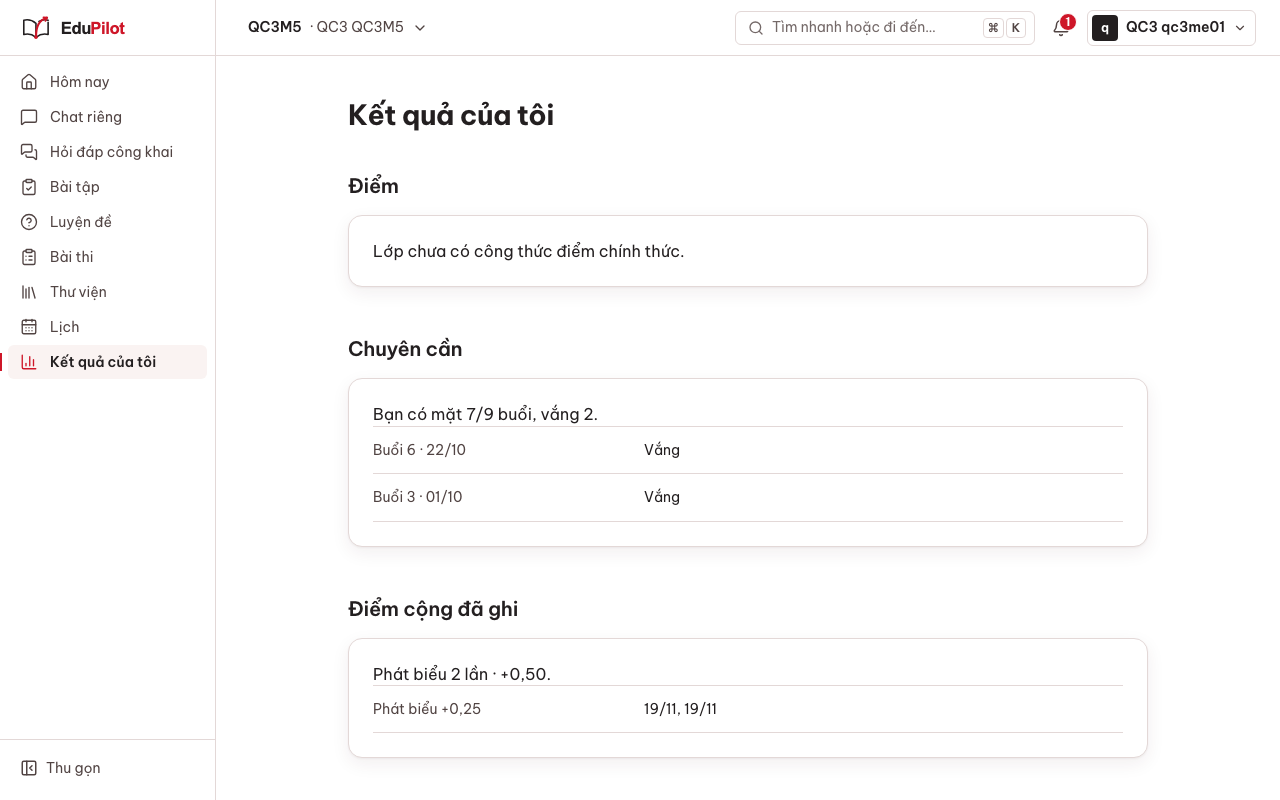 EduPilot
QC3M5 · QC3 QC3M5
Tìm nhanh hoặc đi đến...
⌘ K
1
q
QC3 qc3me01
Hôm nay
Chat riêng
Hỏi đáp công khai
Bài tập
Luyện đề
Bài thi
Thư viện
Lịch
Kết quả của tôi
Thu gọn
Kết quả của tôi
Điểm
Lớp chưa có công thức điểm chính thức.
Chuyên cần
Bạn có mặt 7/9 buổi, vắng 2.
Buổi 6 · 22/10 Vắng
Buổi 3 · 01/10 Vắng
Điểm cộng đã ghi
Phát biểu 2 lần · +0,50.
Phát biểu +0,25 19/11, 19/11